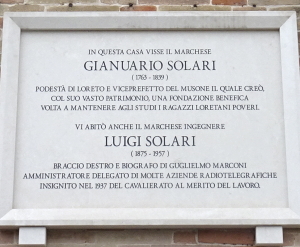 IN QUESTA CASA VISSE IL MARCHESE
GIANUARIO SOLARI
(1763 - 1839)
PODESTÀ DI LORETO E VICEPREFETTO DEL MUSONE IL QUALE CREÒ,
COL SUO VASTO PATRIMONIO, UNA FONDAZIONE BENEFICA
VOLTA A MANTENERE AGLI STUDI I RAGAZZI LORETANI POVERI.
VI ABITÒ ANCHE IL MARCHESE INGEGNERE
LUIGI SOLARI
(1875 - 1957)
BRACCIO DESTRO E BIOGRAFO DI GUGLIELMO MARCONI
AMMINISTRATORE DELEGATO DI MOLTE AZIENDE RADIOTELEGRAFICHE
INSIGNITO NEL 1937 DEL CAVALIERATO AL MERITO DEL LAVORO.